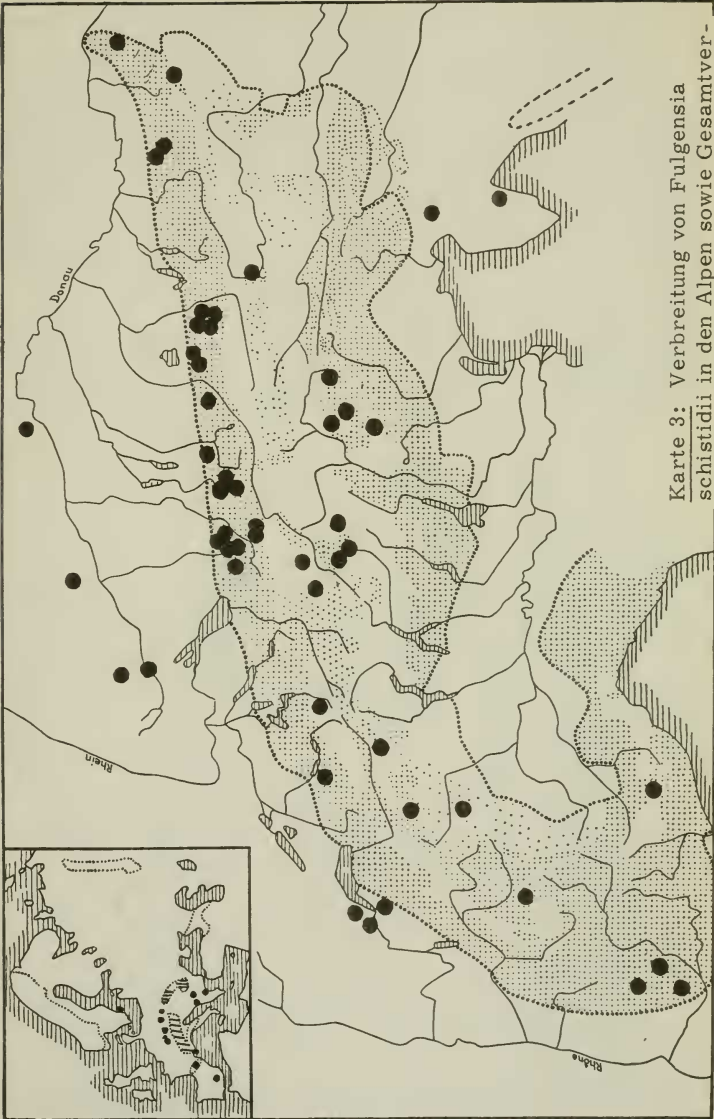 Donau
Rhein
Rhône
Karte 3: Verbreitung von Fulgensia
schistidii in den Alpen sowie Gesamtver-